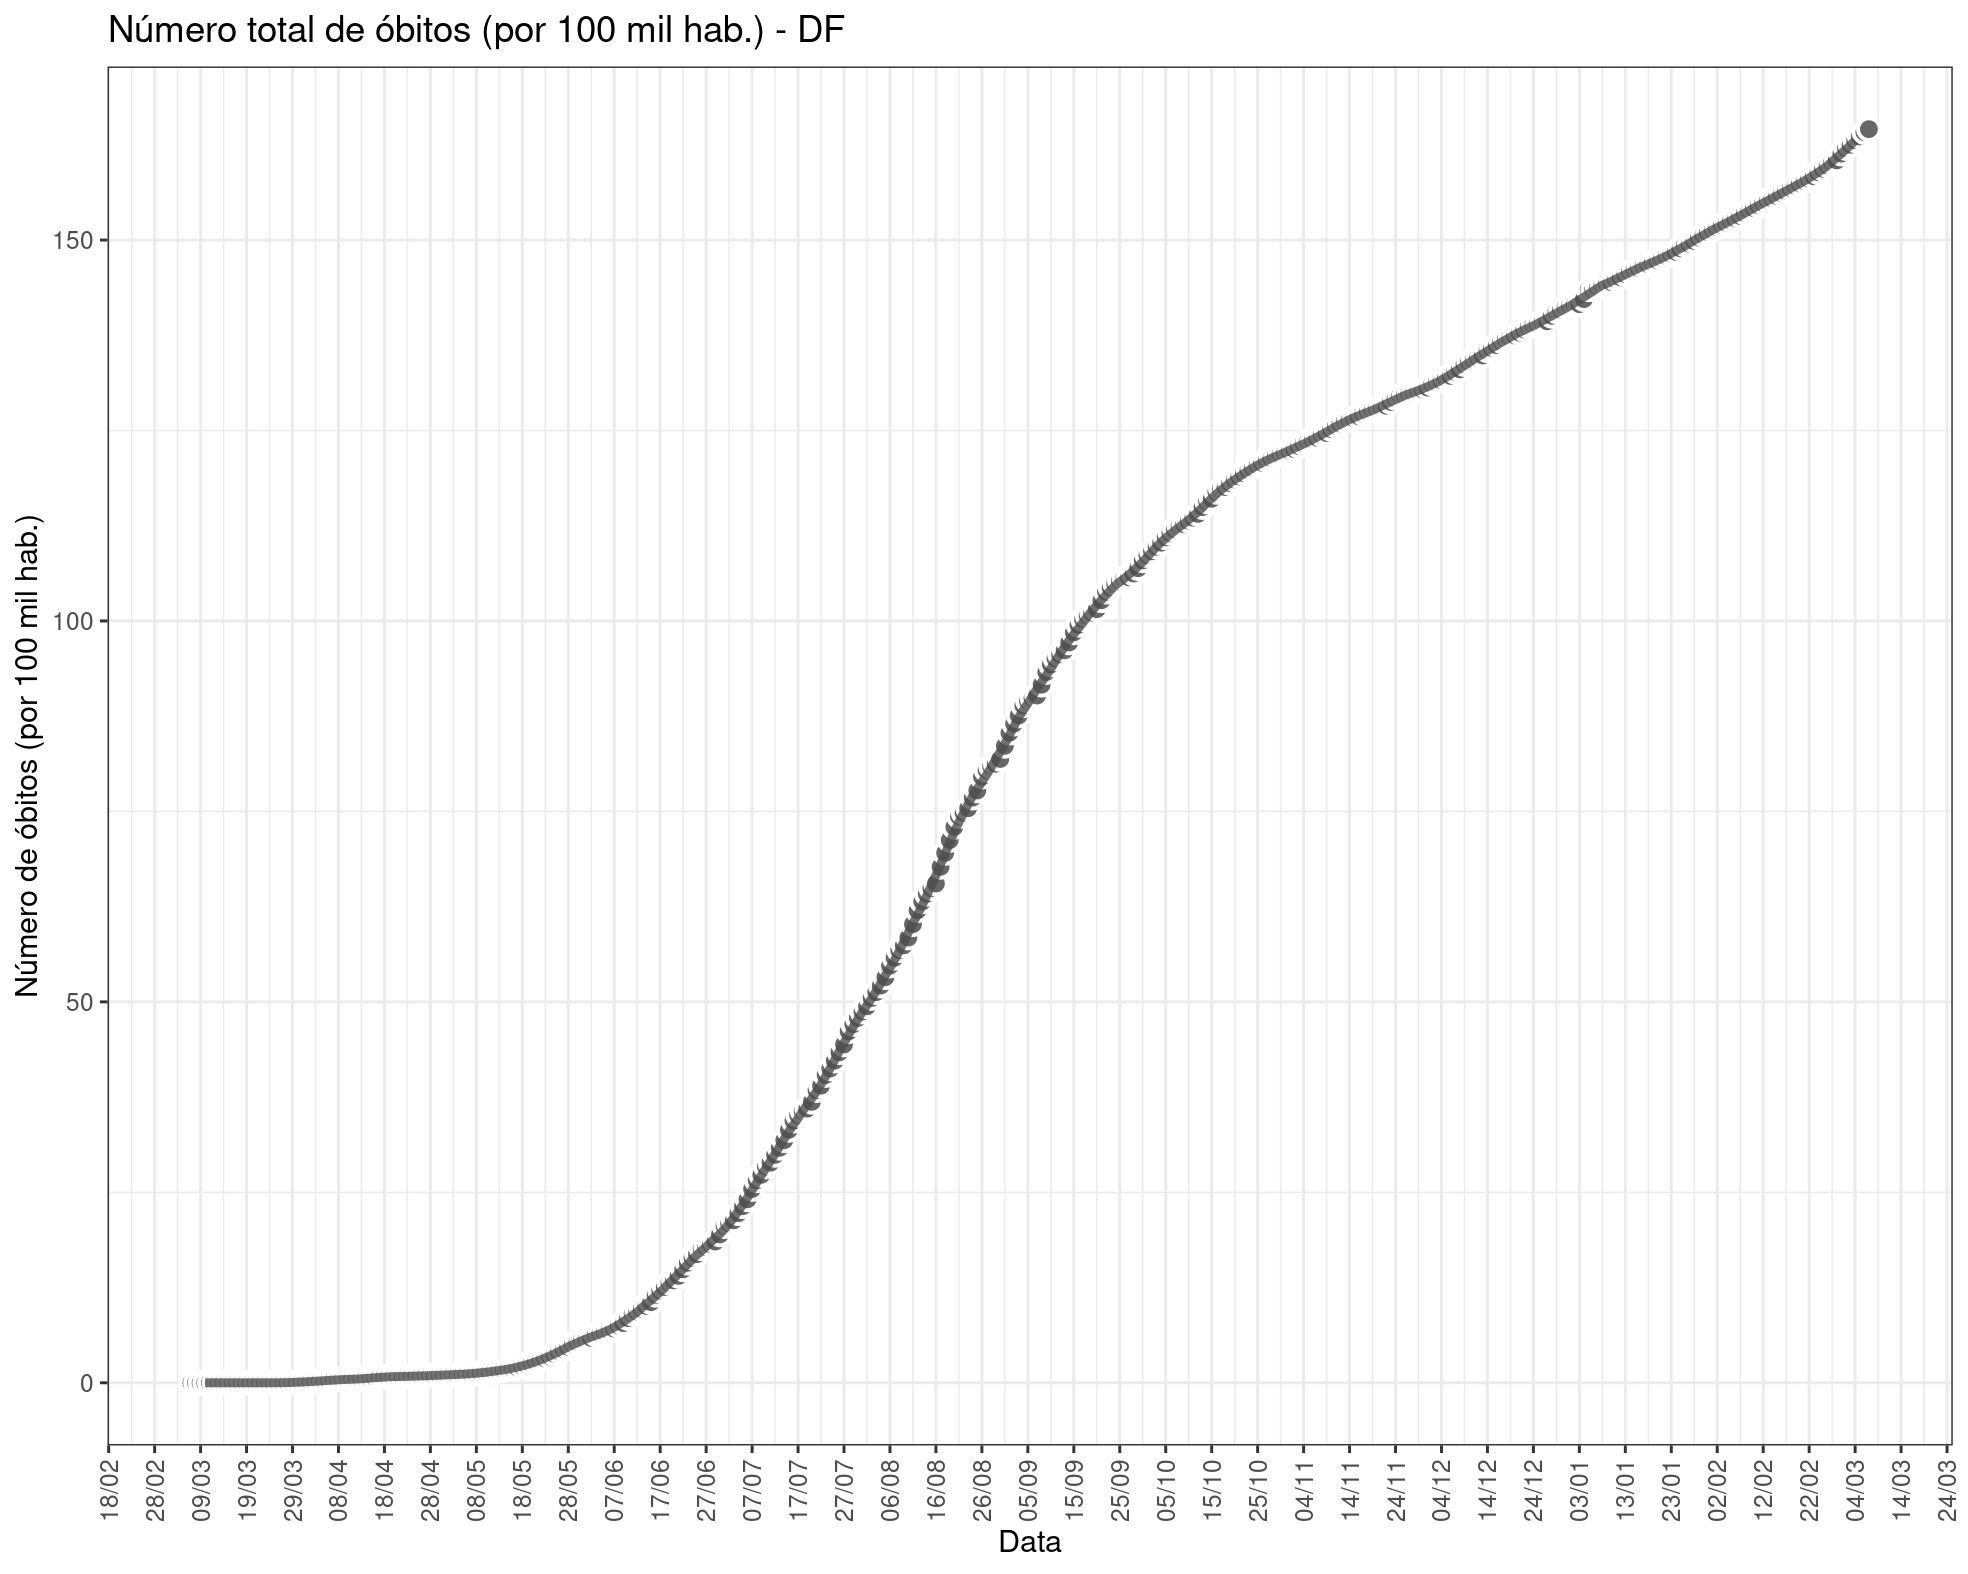 Número total de óbitos (por 100 mil hab.) - DF
Número de óbitos (por 100 mil hab.)
150
100
50
0
18/02 28/02 09/03 19/03 29/03 08/04 18/04 28/04 08/05 18/05 28/05 07/06 17/06 27/06 07/07 17/07 27/07 06/08 16/08 26/08 05/09 15/09 25/09 05/10 15/10 25/10 04/11 14/11 24/11 04/12 14/12 24/12 03/01 13/01 23/01 02/02 12/02 22/02 04/03 14/03 24/03
Data